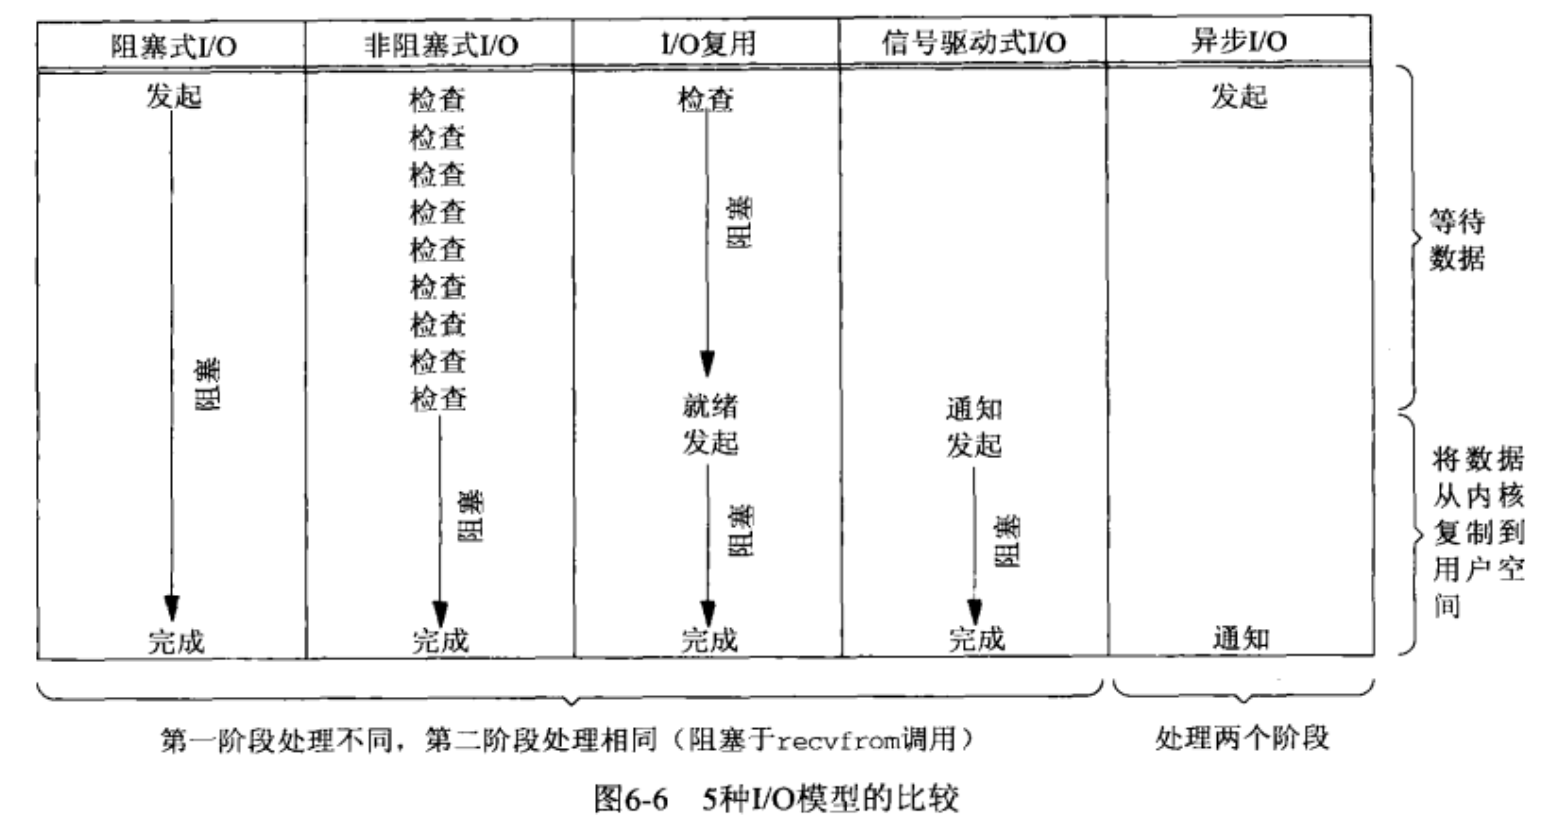 阻塞式I/O 非阻塞式I/O I/O复用 信号驱动式I/O 异步I/O
发起 检查 检查 发起
检查
检查
检查
检查
检查
检查
检查
检查
阻塞
阻塞
就绪 通知
发起 发起
阻塞 阻塞 阻塞
完成 完成 完成 完成 通知
等待
数据
将数据
从内核
复制到
用户空
间
第一阶段处理不同，第二阶段处理相同（阻塞于recvfrom调用） 处理两个阶段
图6-6 5种I/O模型的比较